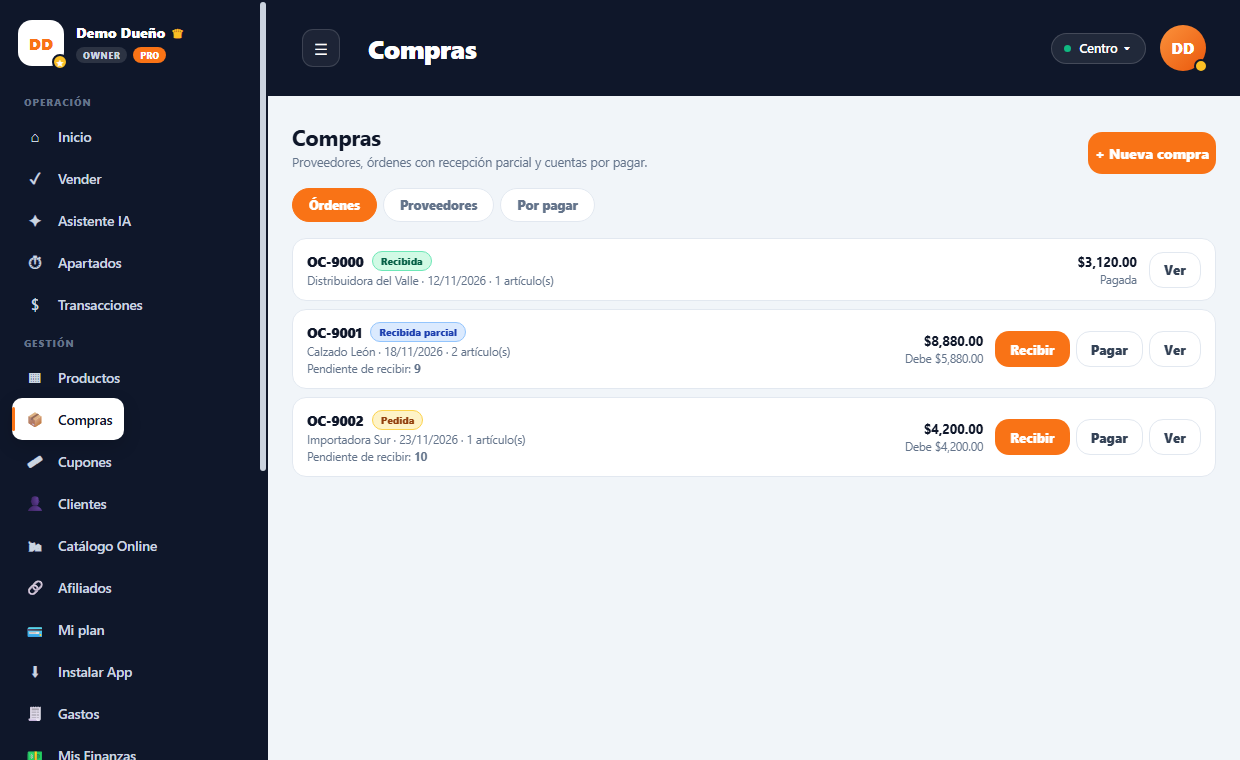 DD
Demo Dueño
OWNER PRO
OPERACIÓN
Inicio
Vender
Asistente IA
Apartados
$ Transacciones
GESTIÓN
Productos
Compras
Cupones
Clientes
Catálogo Online
Afiliados
Mi plan
Instalar App
Gastos
Mis Finanzas
Compras
Centro
DD
Compras
Proveedores, órdenes con recepción parcial y cuentas por pagar.
+ Nueva compra
Órdenes Proveedores Por pagar
OC-9000 Recibida
Distribuidora del Valle · 12/11/2026 · 1 artículo(s)
$3,120.00
Pagada
Ver
OC-9001 Recibida parcial
Calzado León · 18/11/2026 · 2 artículo(s)
Pendiente de recibir: 9
$8,880.00
Debe $5,880.00
Recibir Pagar Ver
OC-9002 Pedida
Importadora Sur · 23/11/2026 · 1 artículo(s)
Pendiente de recibir: 10
$4,200.00
Debe $4,200.00
Recibir Pagar Ver